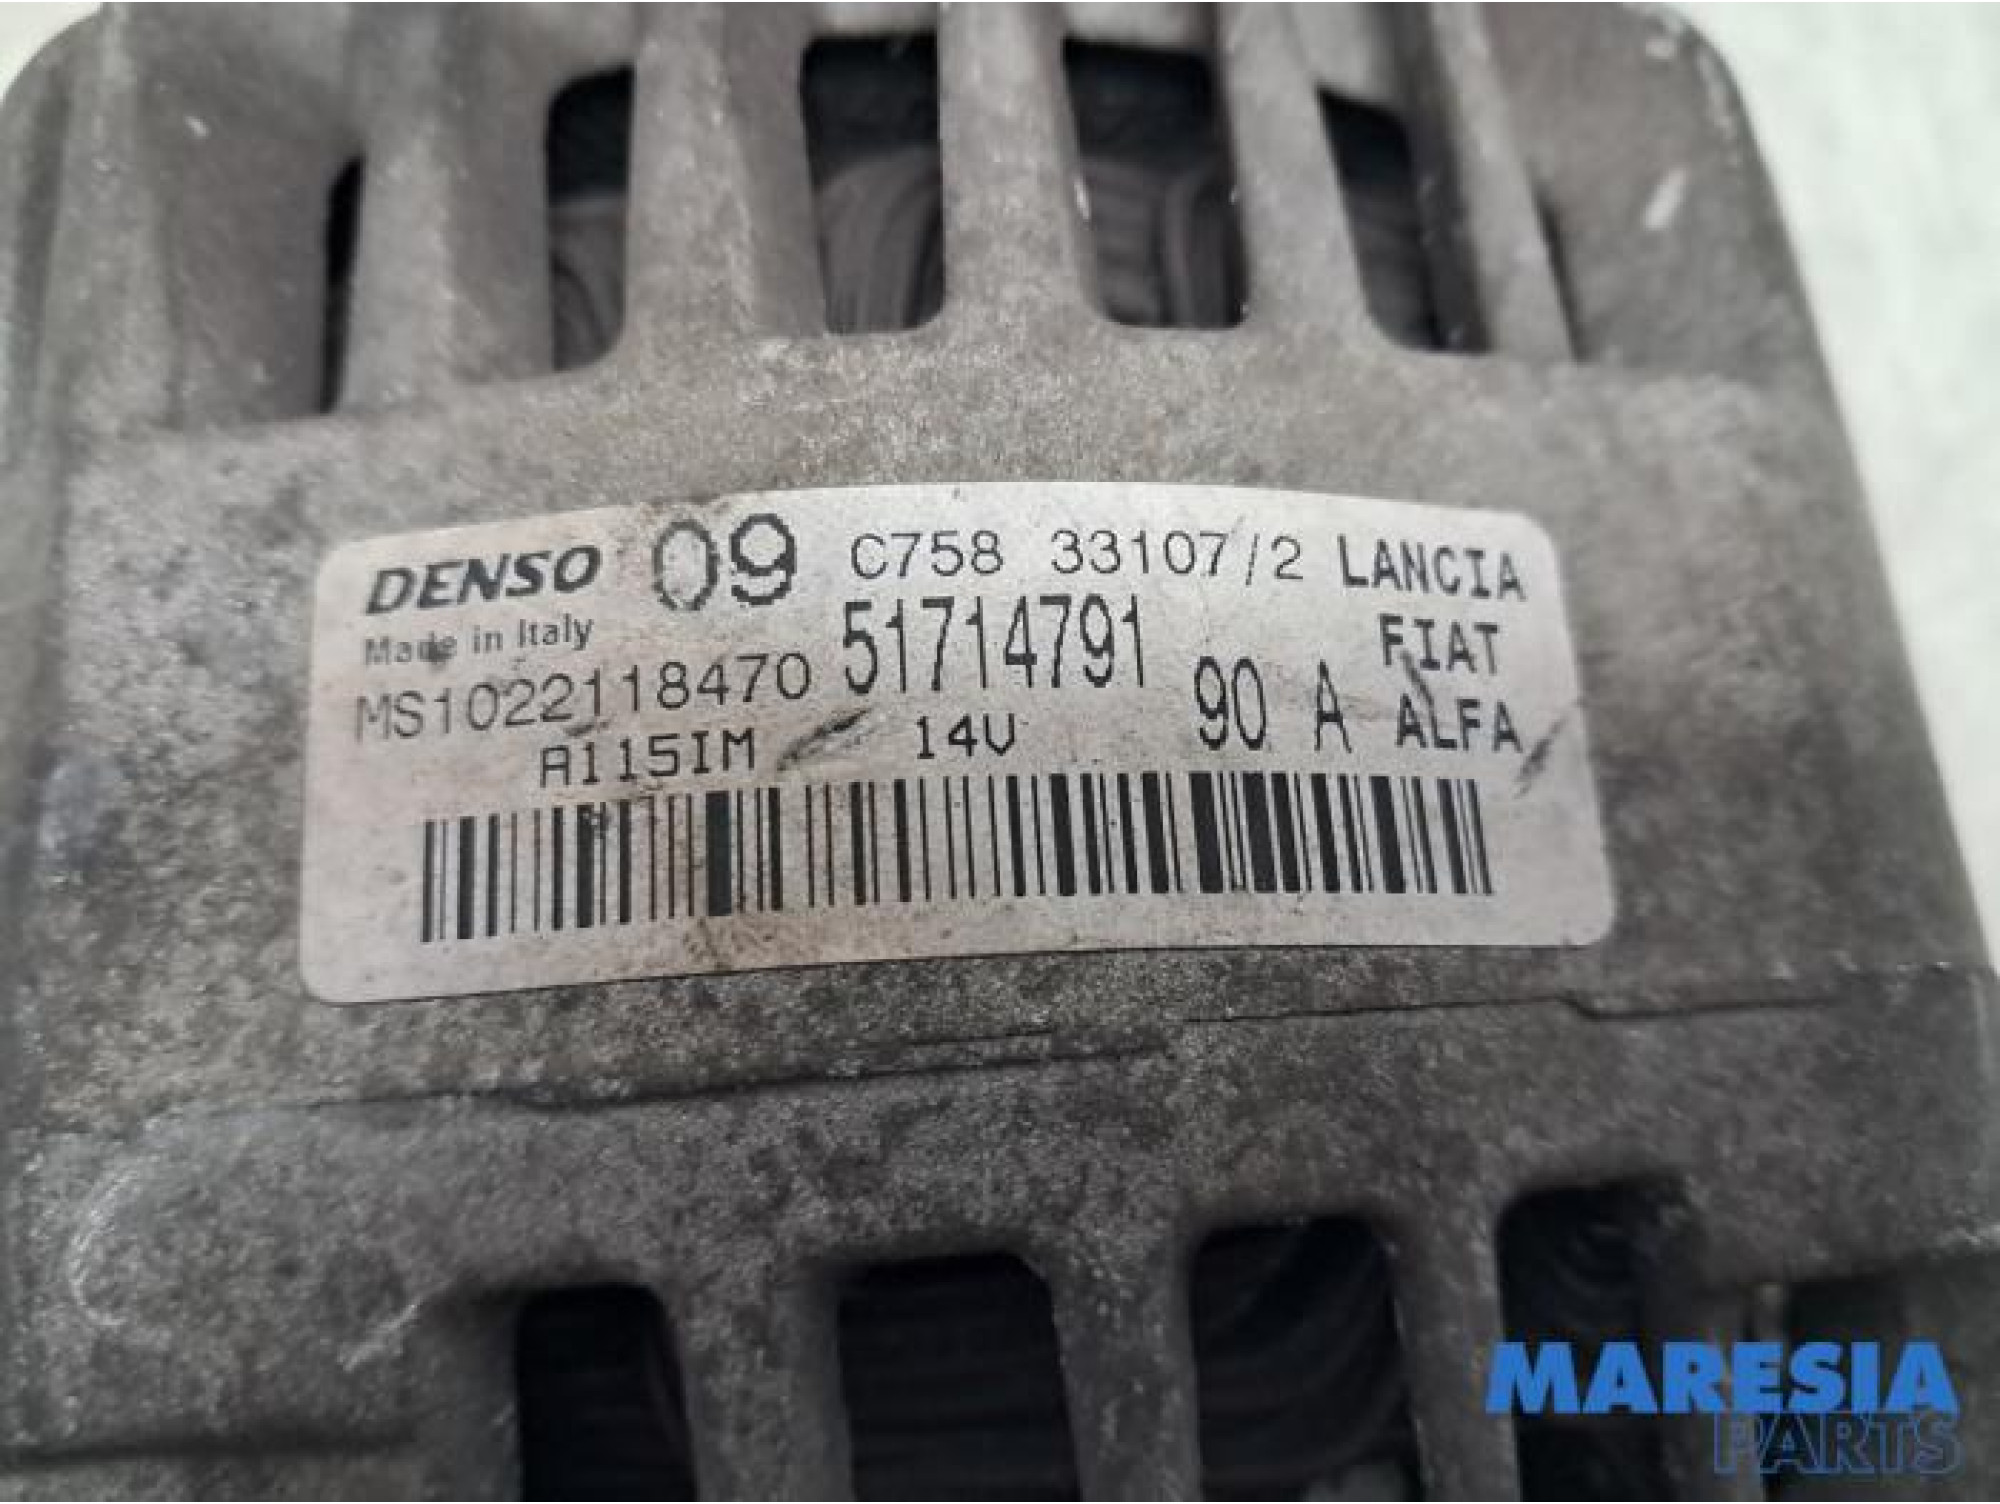 DENSO 09 C758 33107/2 LANCIA
Made in Italy 51714791 FIAT
MS1022118470 90 A ALFA
A115IM 14V
MARESIA
PARTS